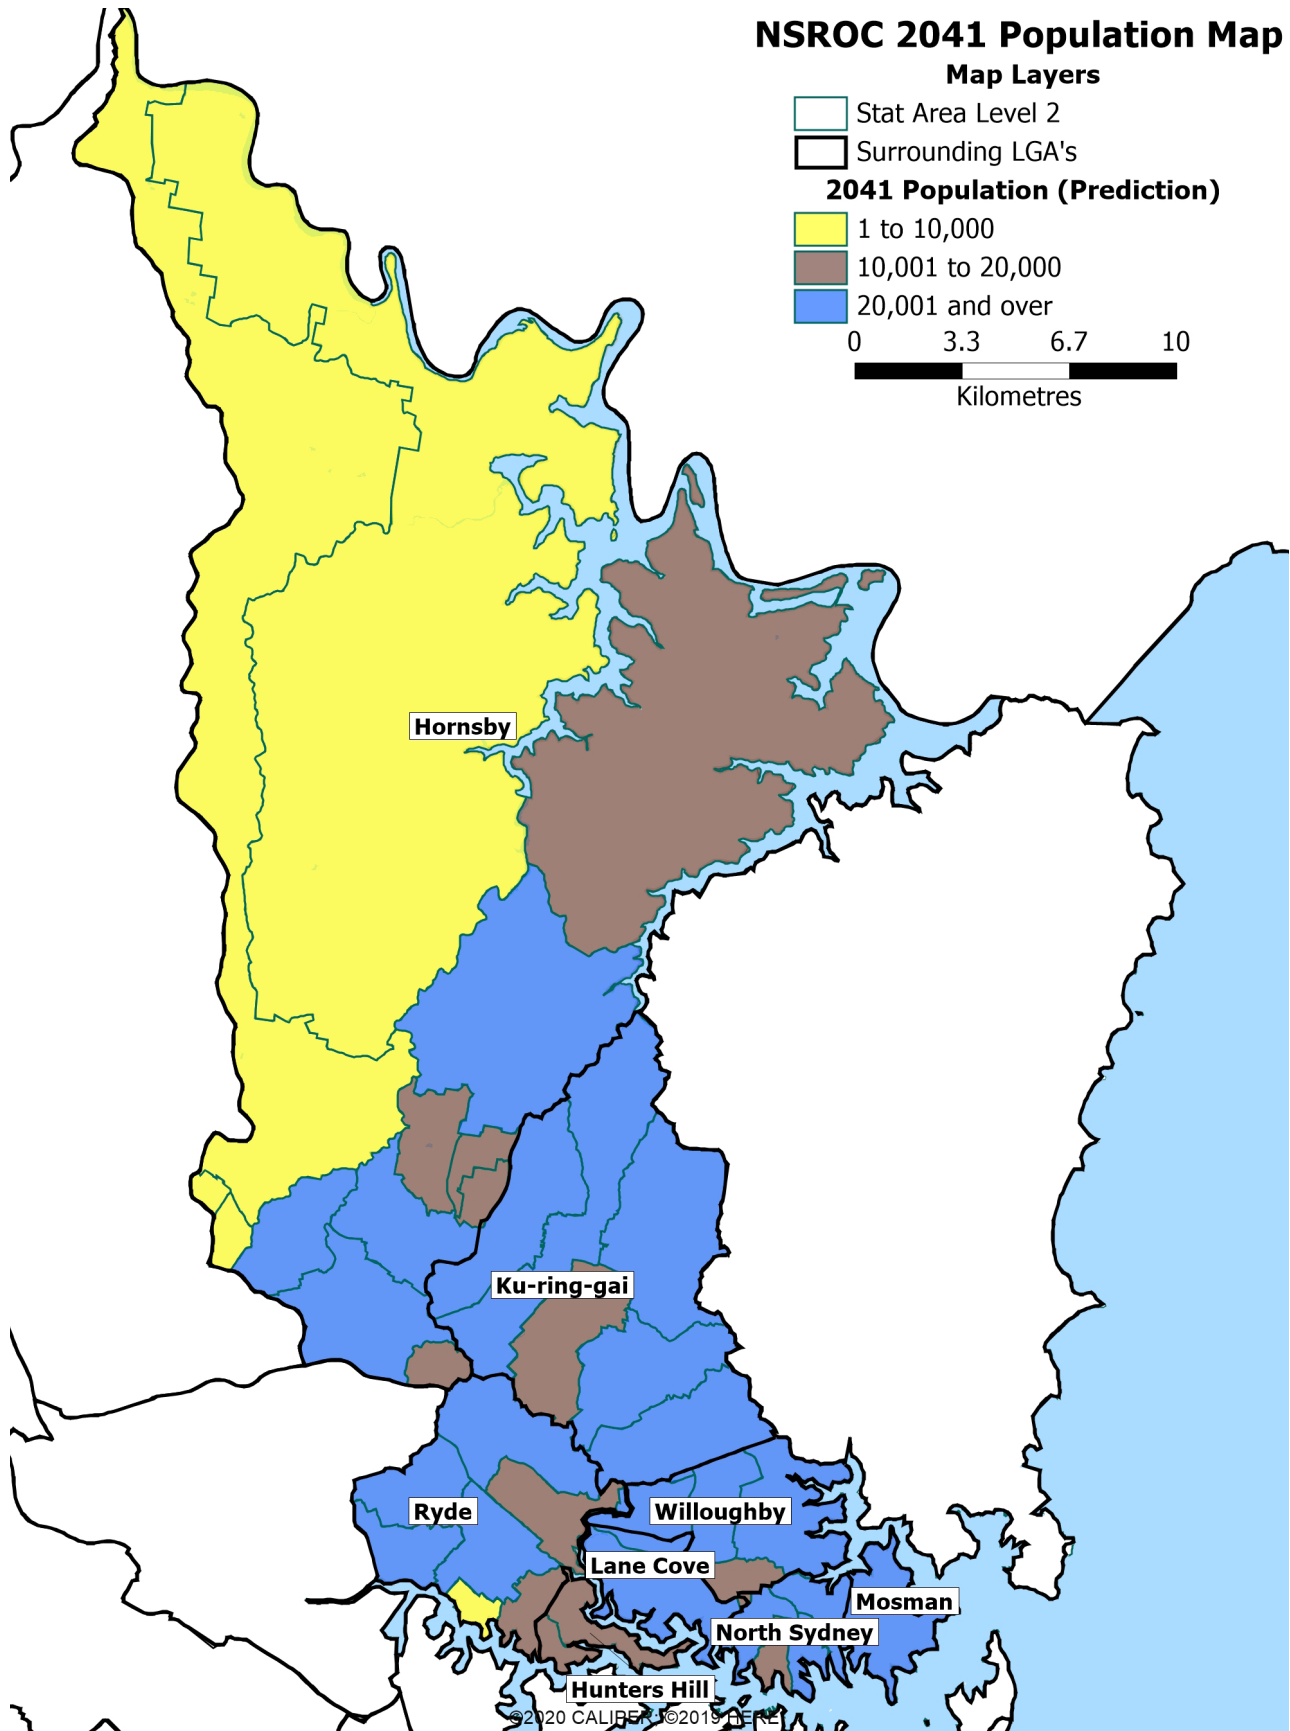 NSROC 2041 Population Map
Map Layers
Stat Area Level 2
Surrounding LGA's
2041 Population (Prediction)
1 to 10,000
10,001 to 20,000
20,001 and over
0 3.3 6.7 10
Kilometres
Hornsby
Ku-ring-gai
Ryde
Willoughby
Lane Cove
Mosman
North Sydney
Hunters Hill
©2020 CALIPER; ©2019 HERE